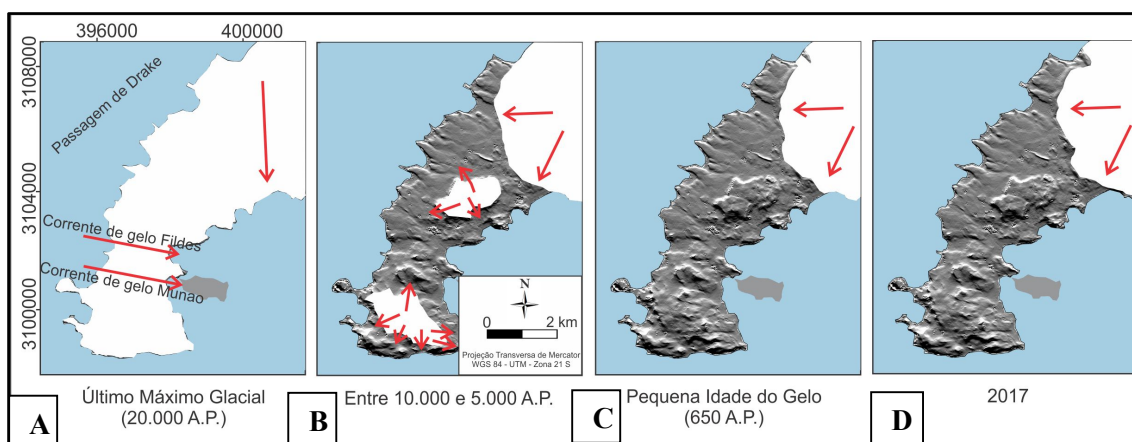 396000
400000
3108000
3104000
3100000
Passagem de Drake
Corrente de gelo Fildes
Corrente de gelo Munao
N
0
2 km
Projeção Transversa de Mercator
WGS 84 - UTM - Zona 21 S
A
Último Máximo Glacial
(20.000 A.P.)
B
Entre 10.000 e 5.000 A.P.
C
Pequena Idade do Gelo
(650 A.P.)
D
2017